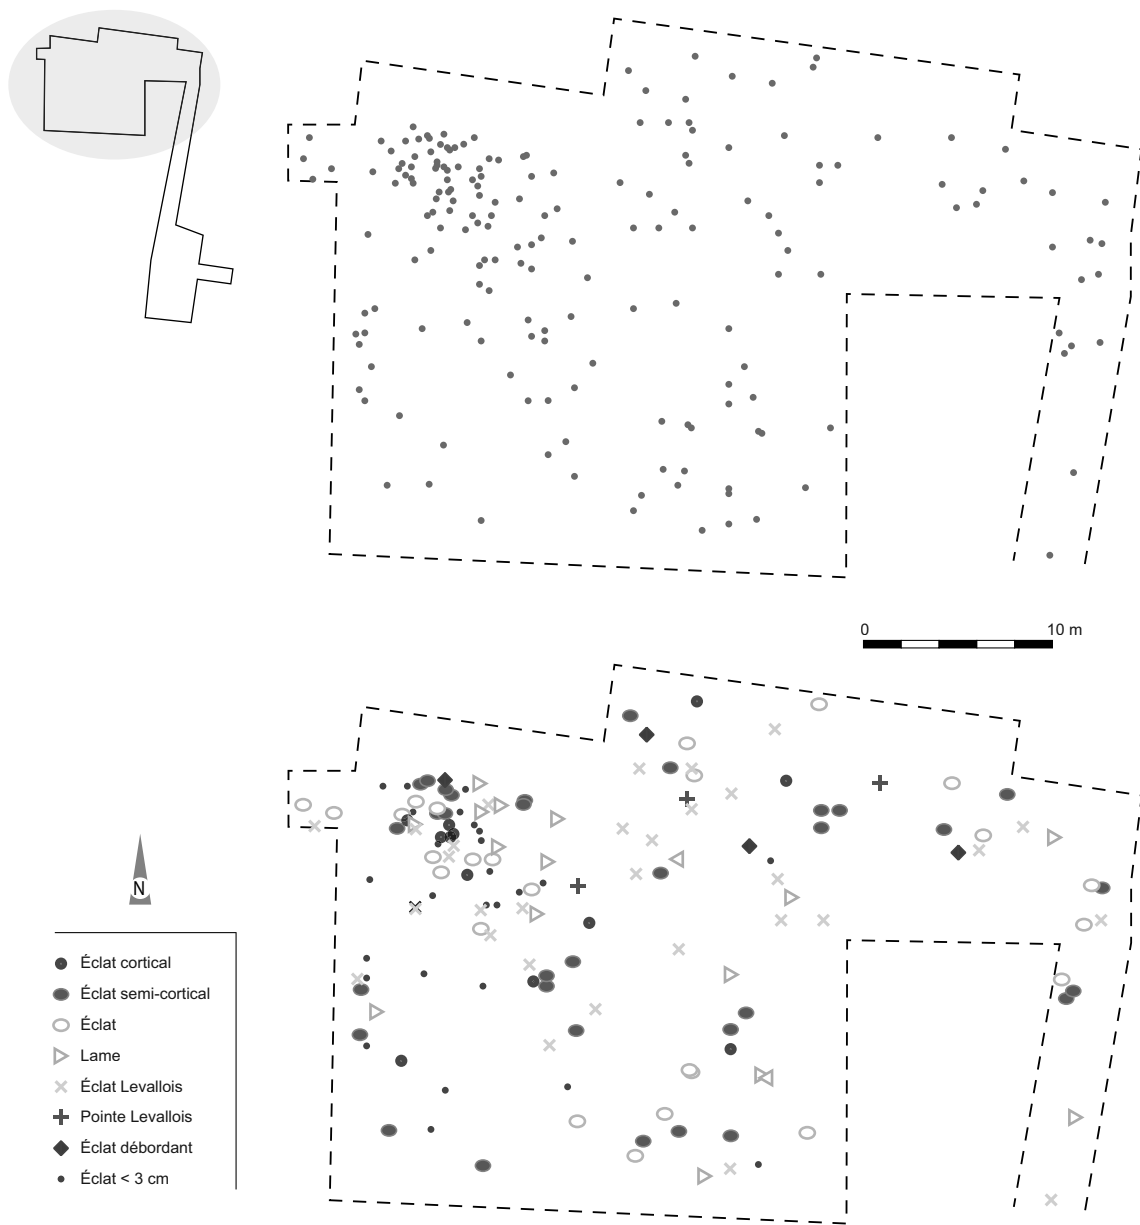 0 10 m
N
Éclat cortical
Éclat semi-cortical
Éclat
Lame
Éclat Levallois
Pointe Levallois
Éclat débordant
Éclat < 3 cm